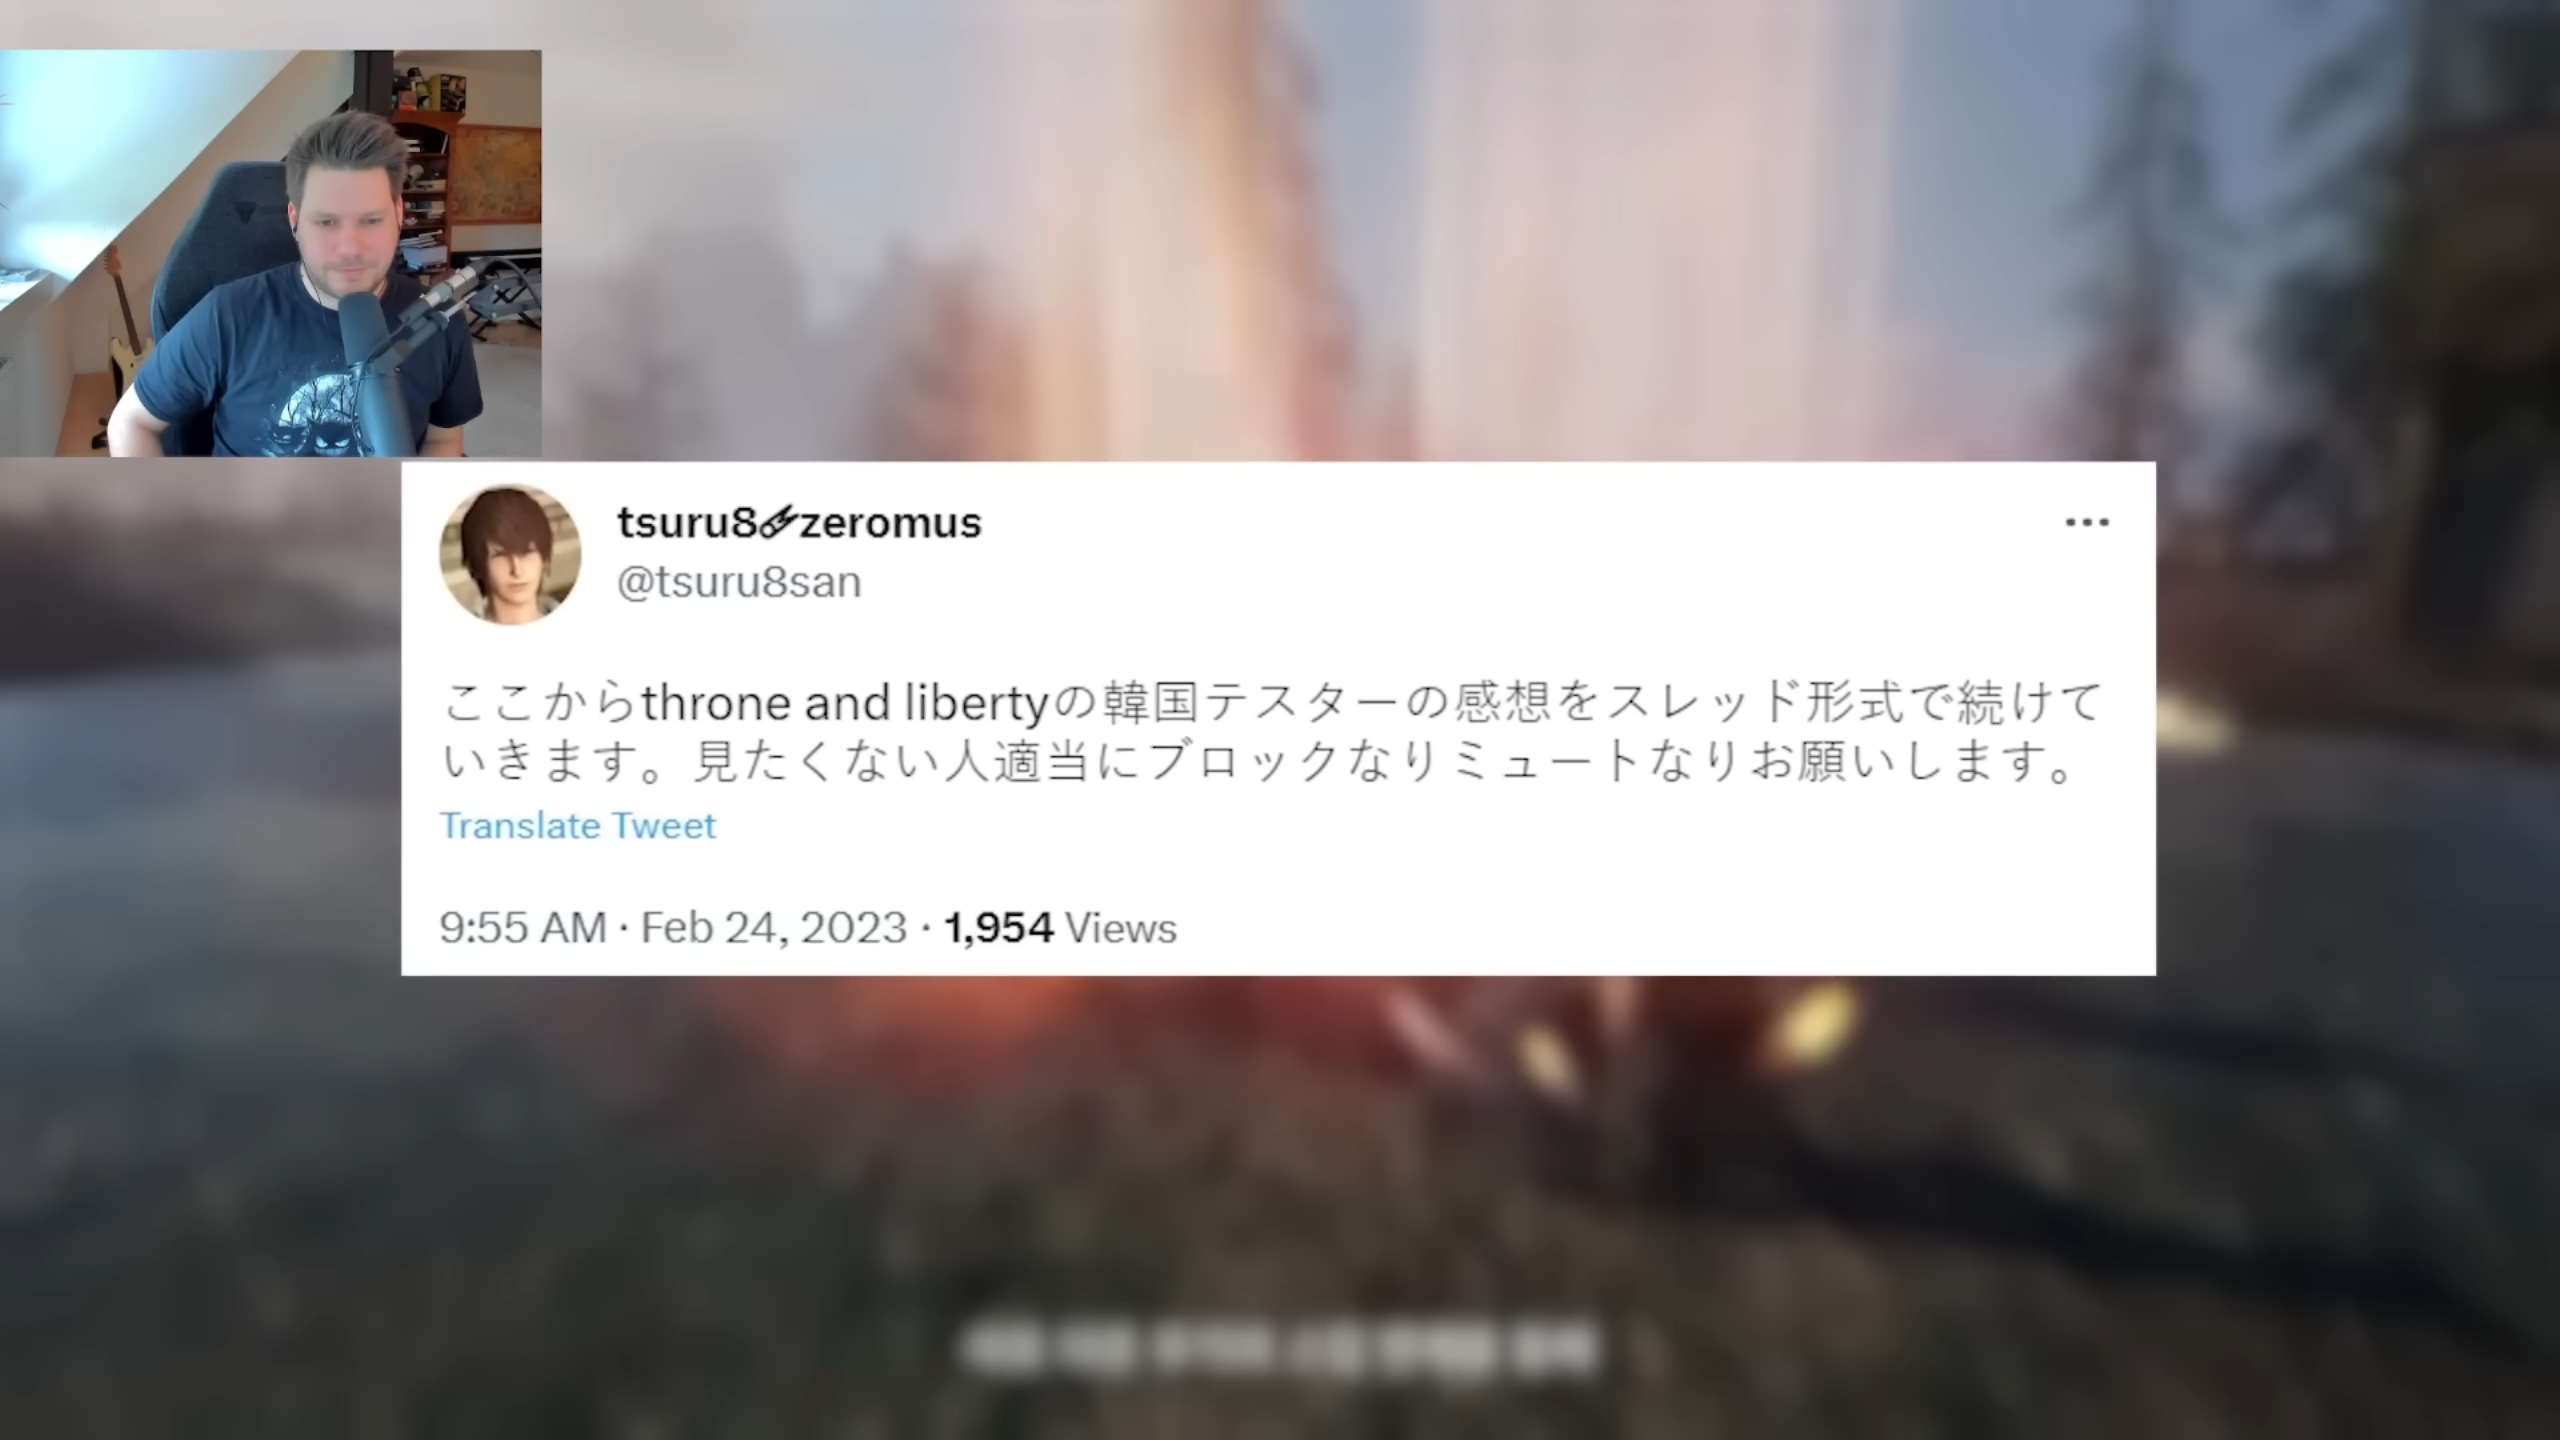 tsuru8☄zeromus
@tsuru8san
ここからthrone and libertyの韓国テスターの感想をスレッド形式で続けて
いきます。見たくない人適当にブロックなりミュートなりお願いします。
Translate Tweet
9:55 AM · Feb 24, 2023 · 1,954 Views